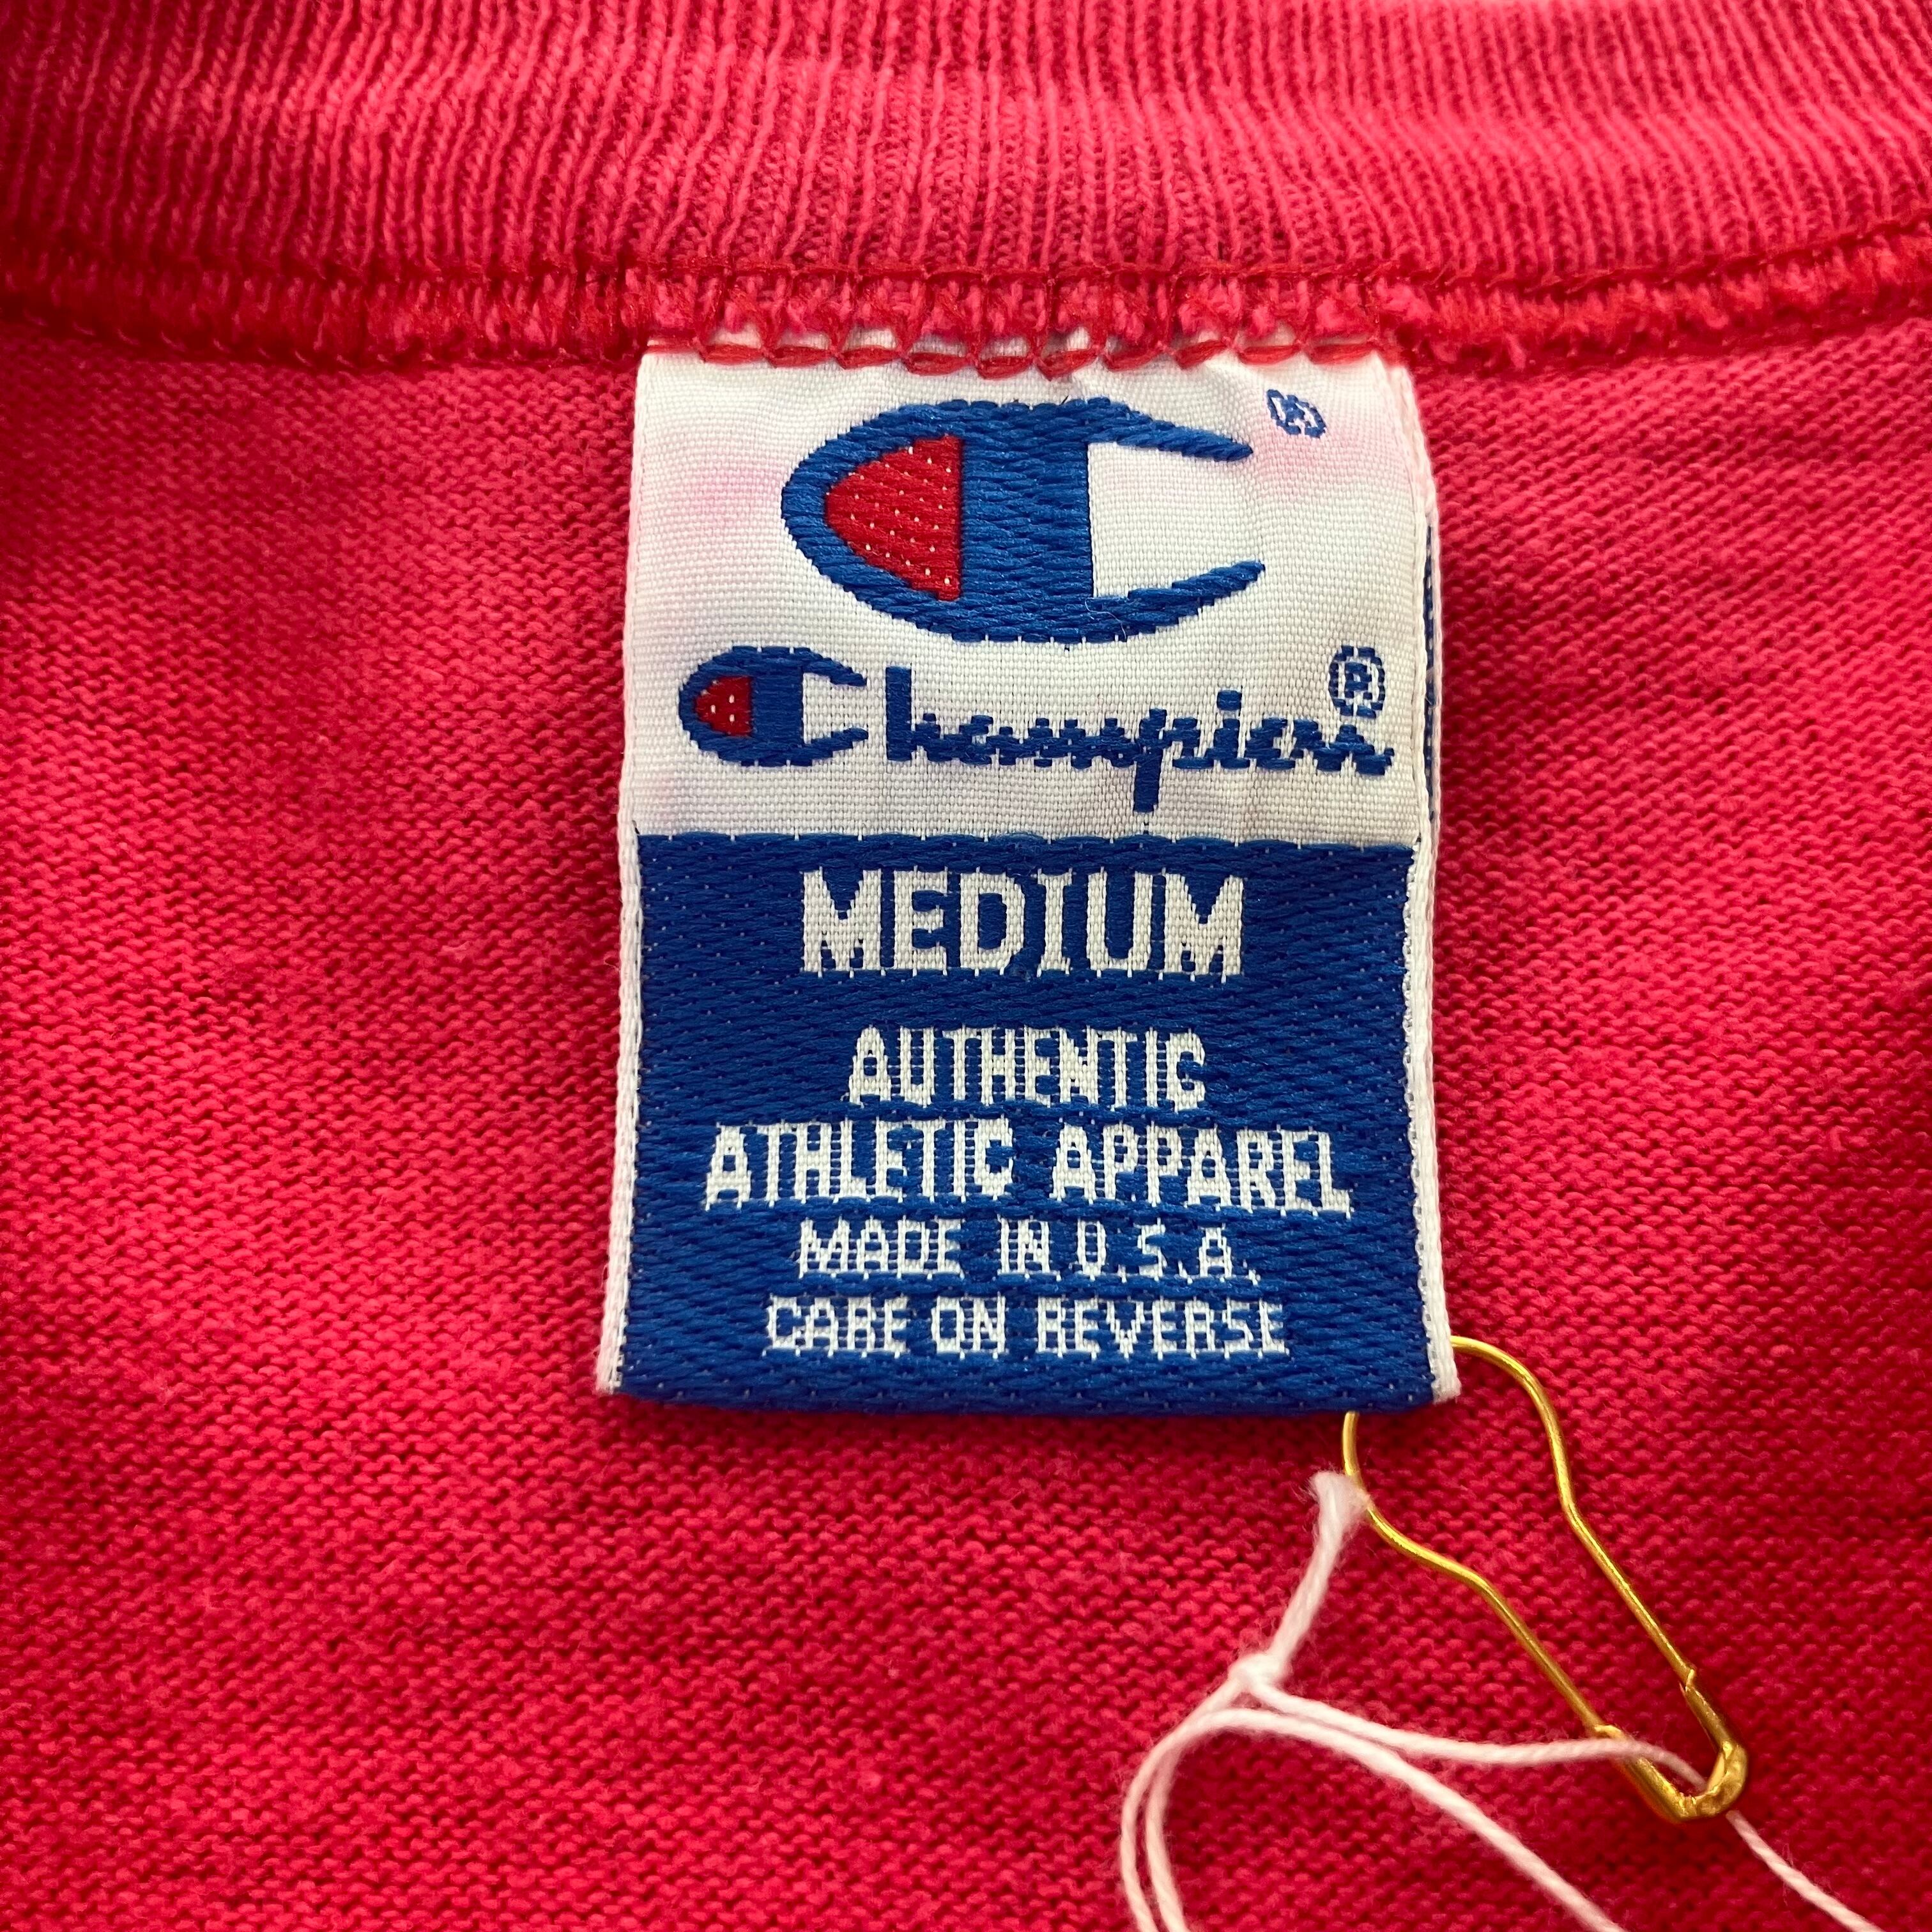 ®
Champion®
MEDIUM
AUTHENTIC
ATHLETIC APPAREL
MADE IN U.S.A.
CARE ON REVERSE